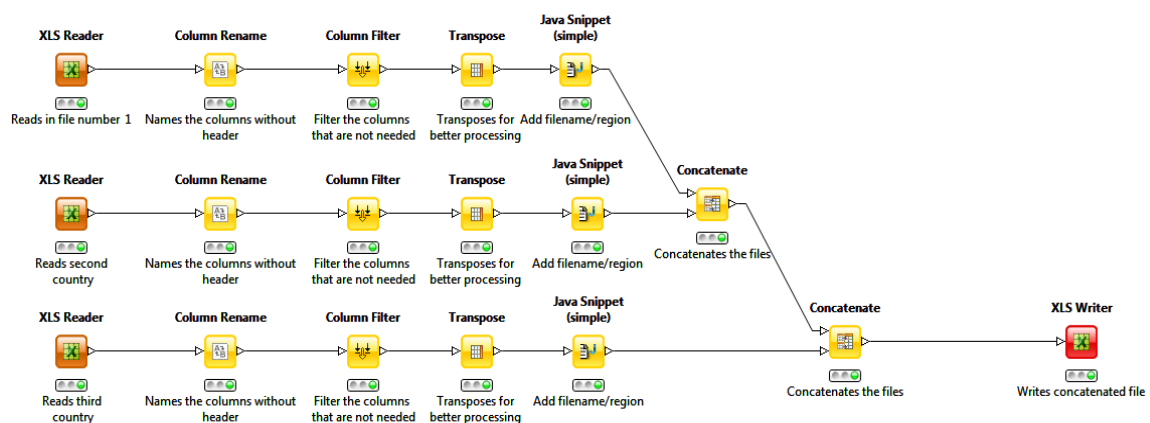 Java Snippet
(simple)
XLS Reader
Column Rename
Column Filter
Transpose
Reads in file number 1
Names the columns without
header
Filter the columns
that are not needed
Transposes for
better processing
Add filename/region
Java Snippet
(simple)
XLS Reader
Column Rename
Column Filter
Transpose
Concatenate
Reads second
country
Names the columns without
header
Filter the columns
that are not needed
Transposes for
better processing
Add filename/region
Concatenates the files
Java Snippet
(simple)
XLS Reader
Column Rename
Column Filter
Transpose
Concatenate
XLS Writer
Reads third
country
Names the columns without
header
Filter the columns
that are not needed
Transposes for
better processing
Add filename/region
Concatenates the files
Writes concatenated file